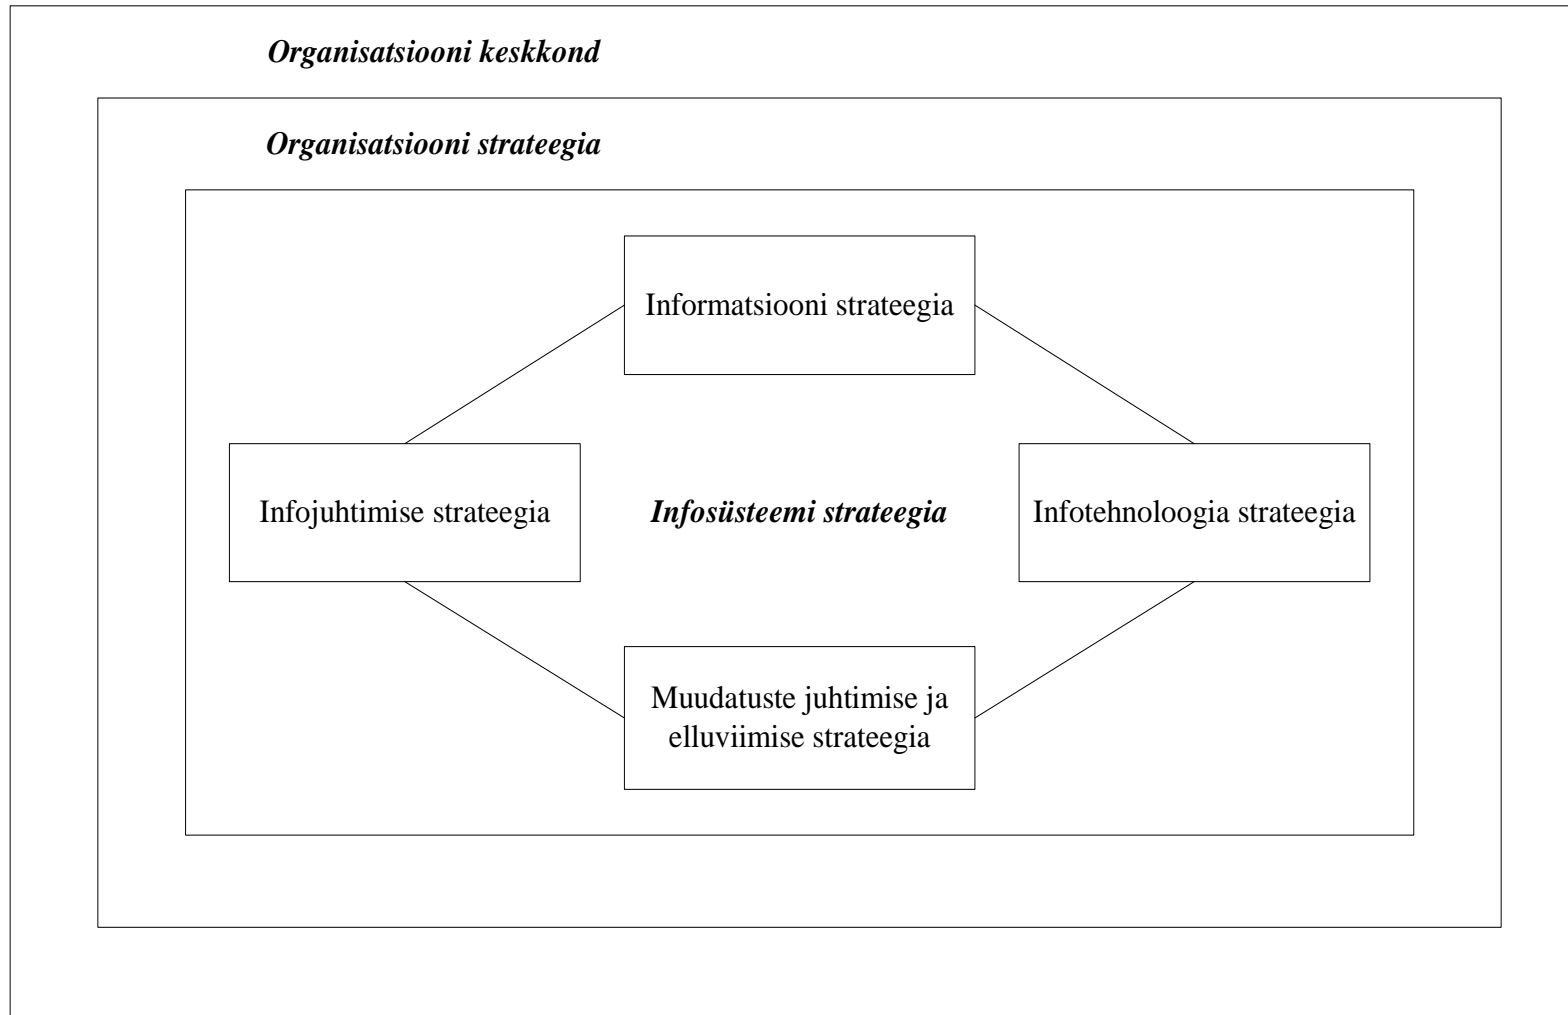 Organisatsiooni keskkond
Organisatsiooni strateegia
Informatsiooni strateegia
Infojuhtimise strateegia
Infosüsteemi strateegia
Infotehnoloogia strateegia
Muudatuste juhtimise ja
elluviimise strateegia